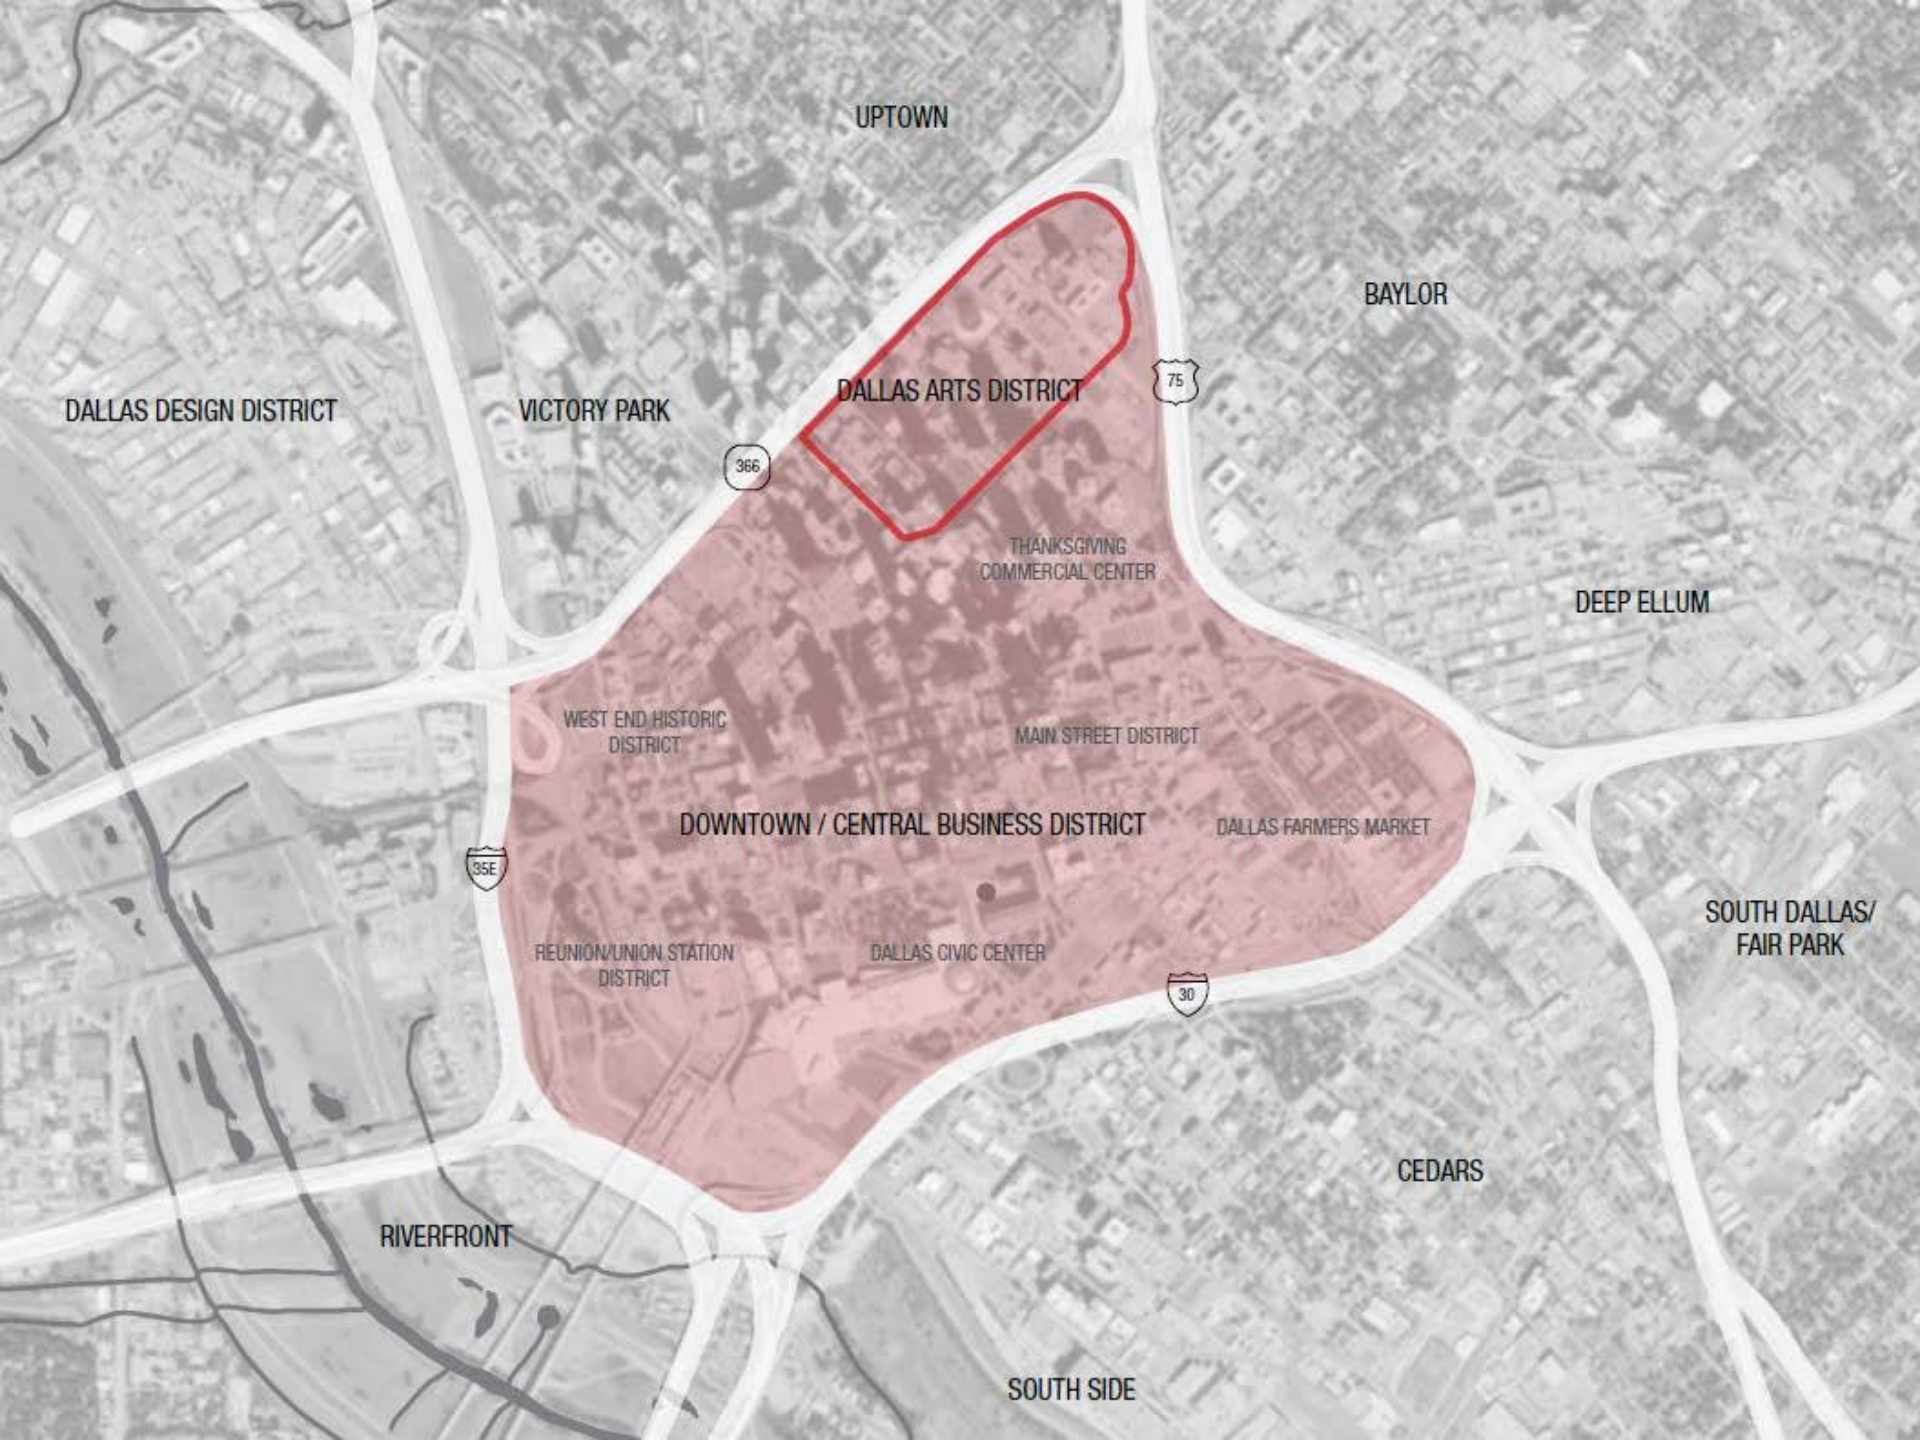 UPTOWN
BAYLOR
75
DALLAS ARTS DISTRICT
DALLAS DESIGN DISTRICT
VICTORY PARK
366
THANKSGIVING
COMMERCIAL CENTER
DEEP ELLUM
WEST END HISTORIC
DISTRICT
MAIN STREET DISTRICT
DOWNTOWN / CENTRAL BUSINESS DISTRICT
DALLAS FARMERS MARKET
35E
SOUTH DALLAS/
FAIR PARK
REUNION/UNION STATION
DISTRICT
DALLAS CIVIC CENTER
30
CEDARS
RIVERFRONT
SOUTH SIDE